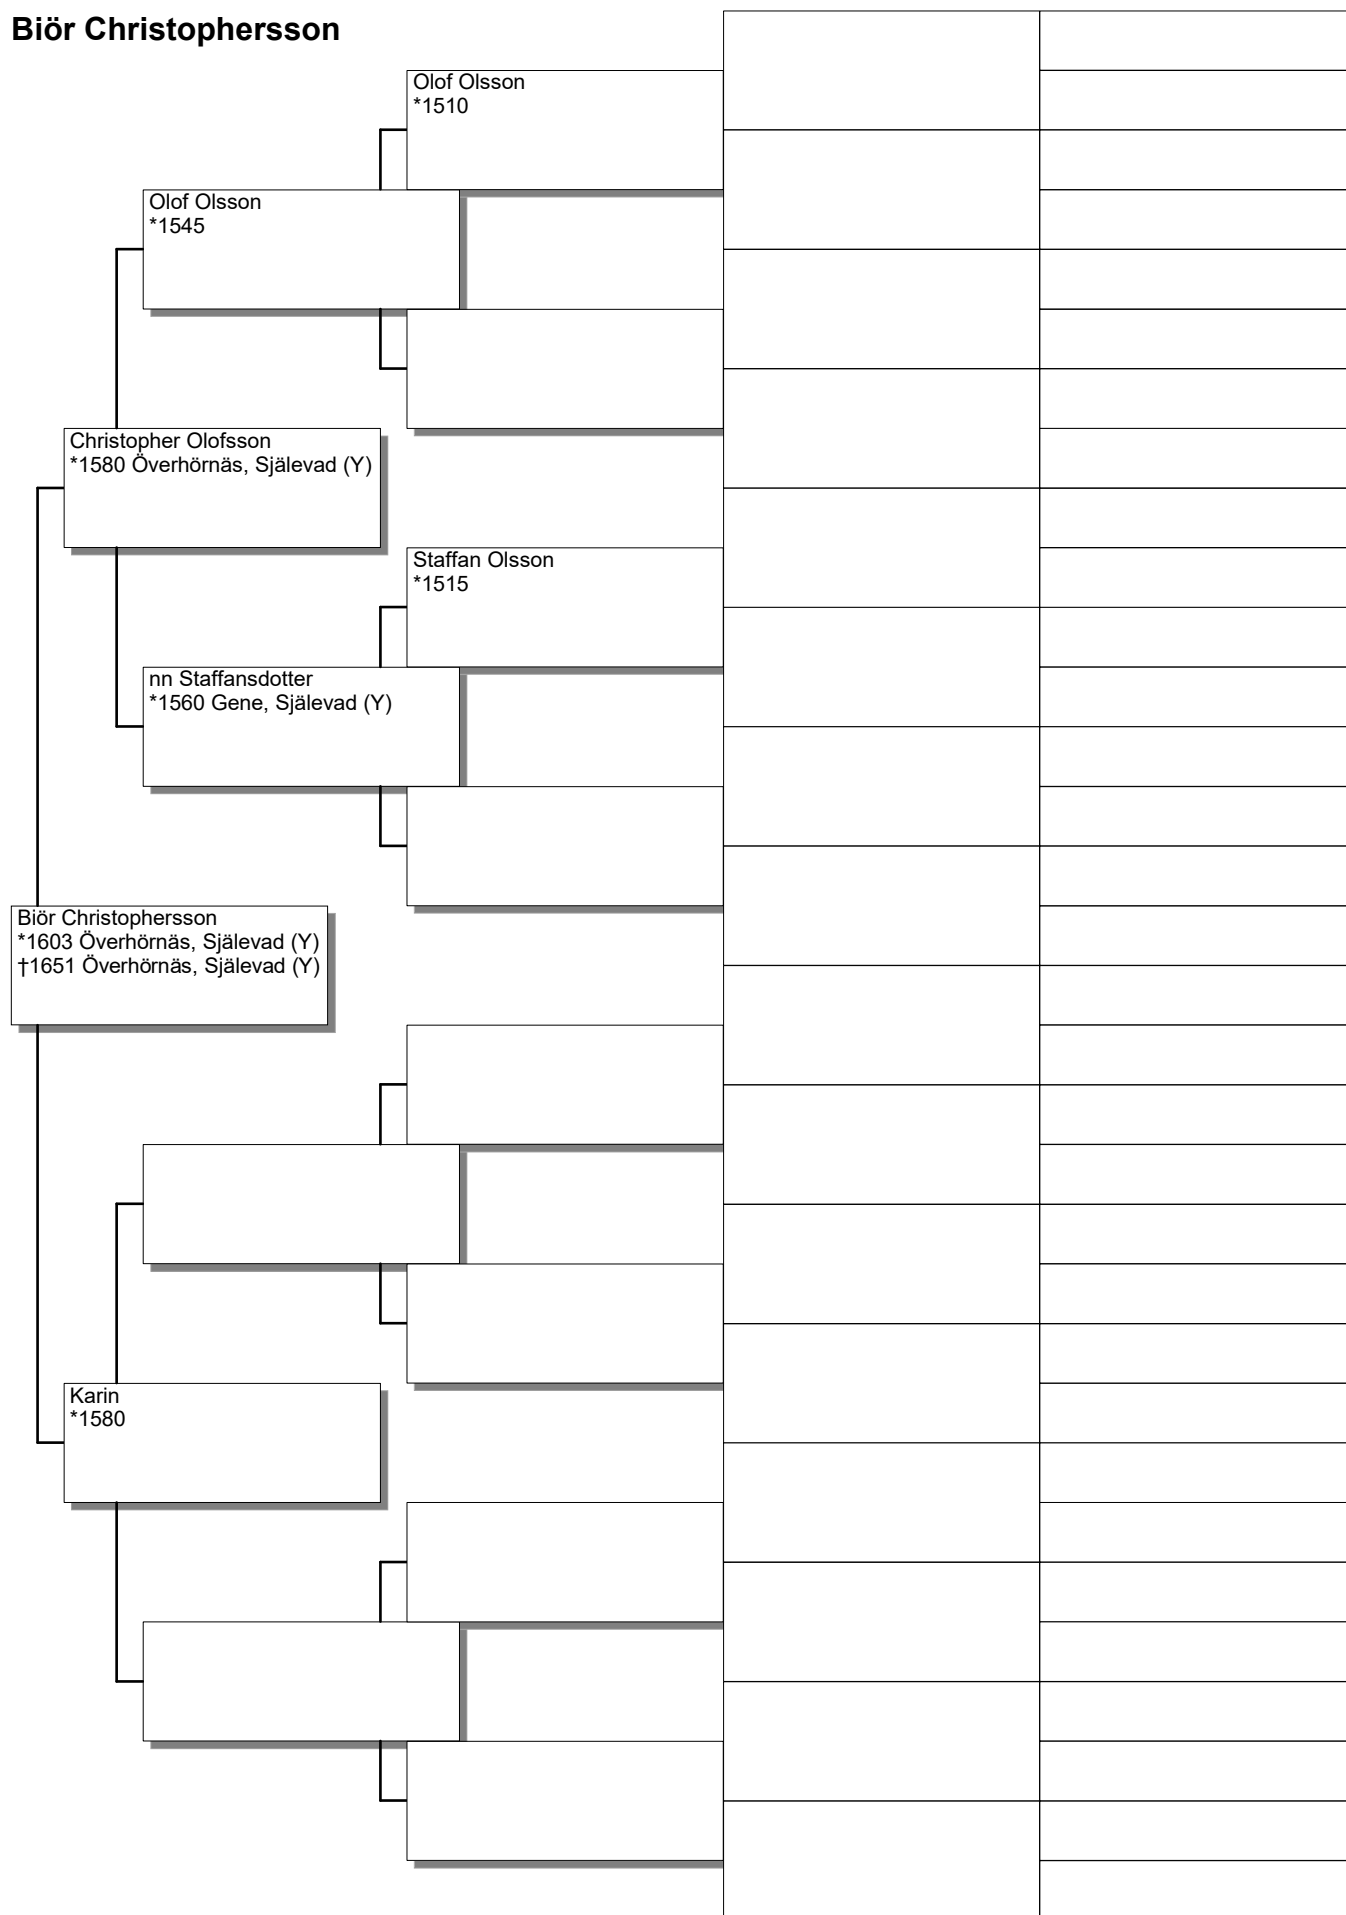 Biör Christophersson
Olof Olsson
*1510
Olof Olsson
*1545
Christopher Olofsson
*1580 Överhörnäs, Själevad (Y)
Staffan Olsson
*1515
nn Staffansdotter
*1560 Gene, Själevad (Y)
Biör Christophersson
*1603 Överhörnäs, Själevad (Y)
†1651 Överhörnäs, Själevad (Y)
Karin
*1580